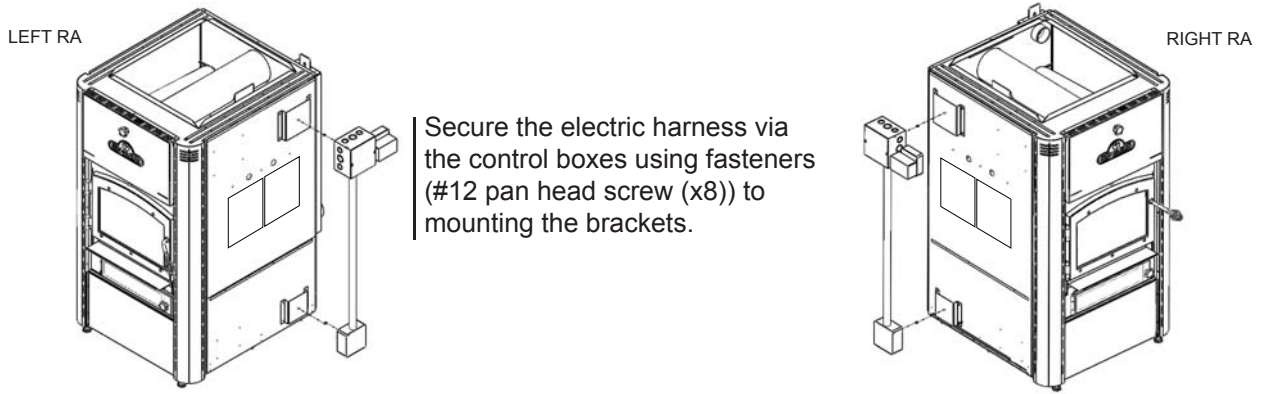 LEFT RA
RIGHT RA
Secure the electric harness via
the control boxes using fasteners
(#12 pan head screw (x8)) to
mounting the brackets.